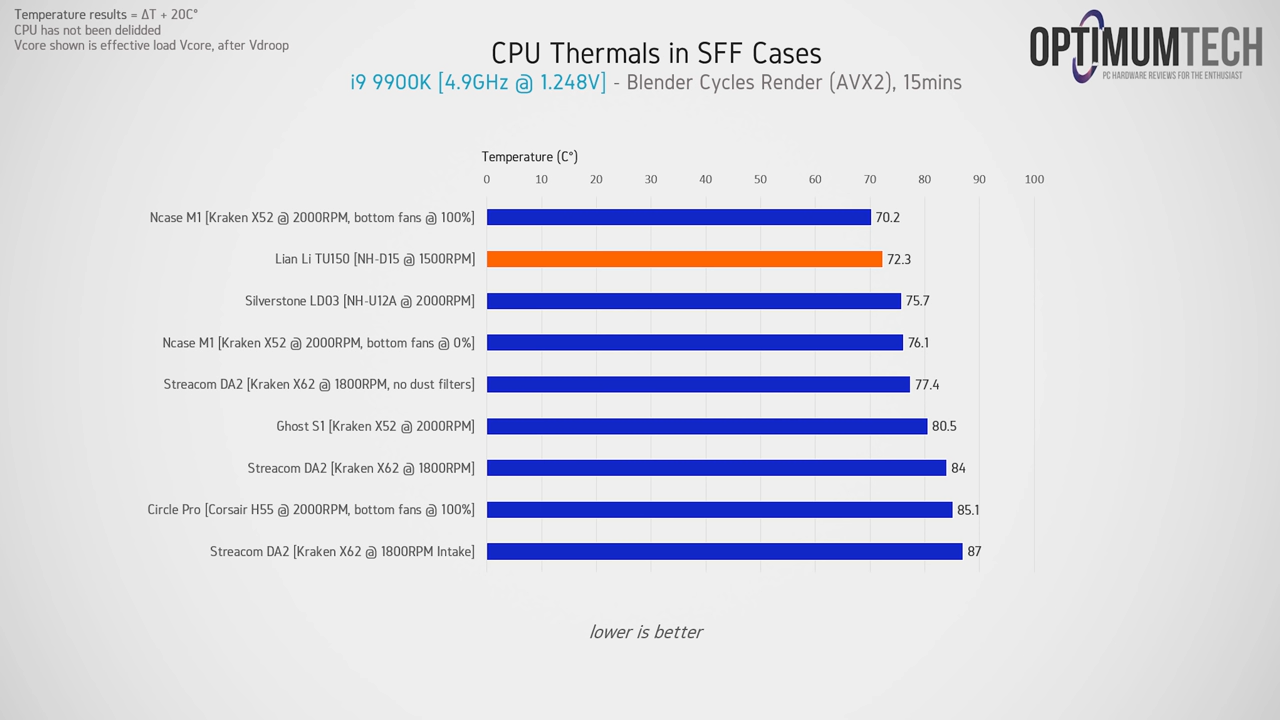 Temperature results = ΔT + 20C°
CPU has not been delidded
Vcore shown is effective load Vcore, after Vdroop
CPU Thermals in SFF Cases
i9 9900K [4.9GHz @ 1.248V] - Blender Cycles Render (AVX2), 15mins
OPTIMUMTECH
PC HARDWARE REVIEWS FOR THE ENTHUSIAST
Temperature (C°)
0 10 20 30 40 50 60 70 80 90 100
Ncase M1 [Kraken X52 @ 2000RPM, bottom fans @ 100%] 70.2
Lian Li TU150 [NH-D15 @ 1500RPM] 72.3
Silverstone LD03 [NH-U12A @ 2000RPM] 75.7
Ncase M1 [Kraken X52 @ 2000RPM, bottom fans @ 0%] 76.1
Streacom DA2 [Kraken X62 @ 1800RPM, no dust filters] 77.4
Ghost S1 [Kraken X52 @ 2000RPM] 80.5
Streacom DA2 [Kraken X62 @ 1800RPM] 84
Circle Pro [Corsair H55 @ 2000RPM, bottom fans @ 100%] 85.1
Streacom DA2 [Kraken X62 @ 1800RPM Intake] 87
lower is better